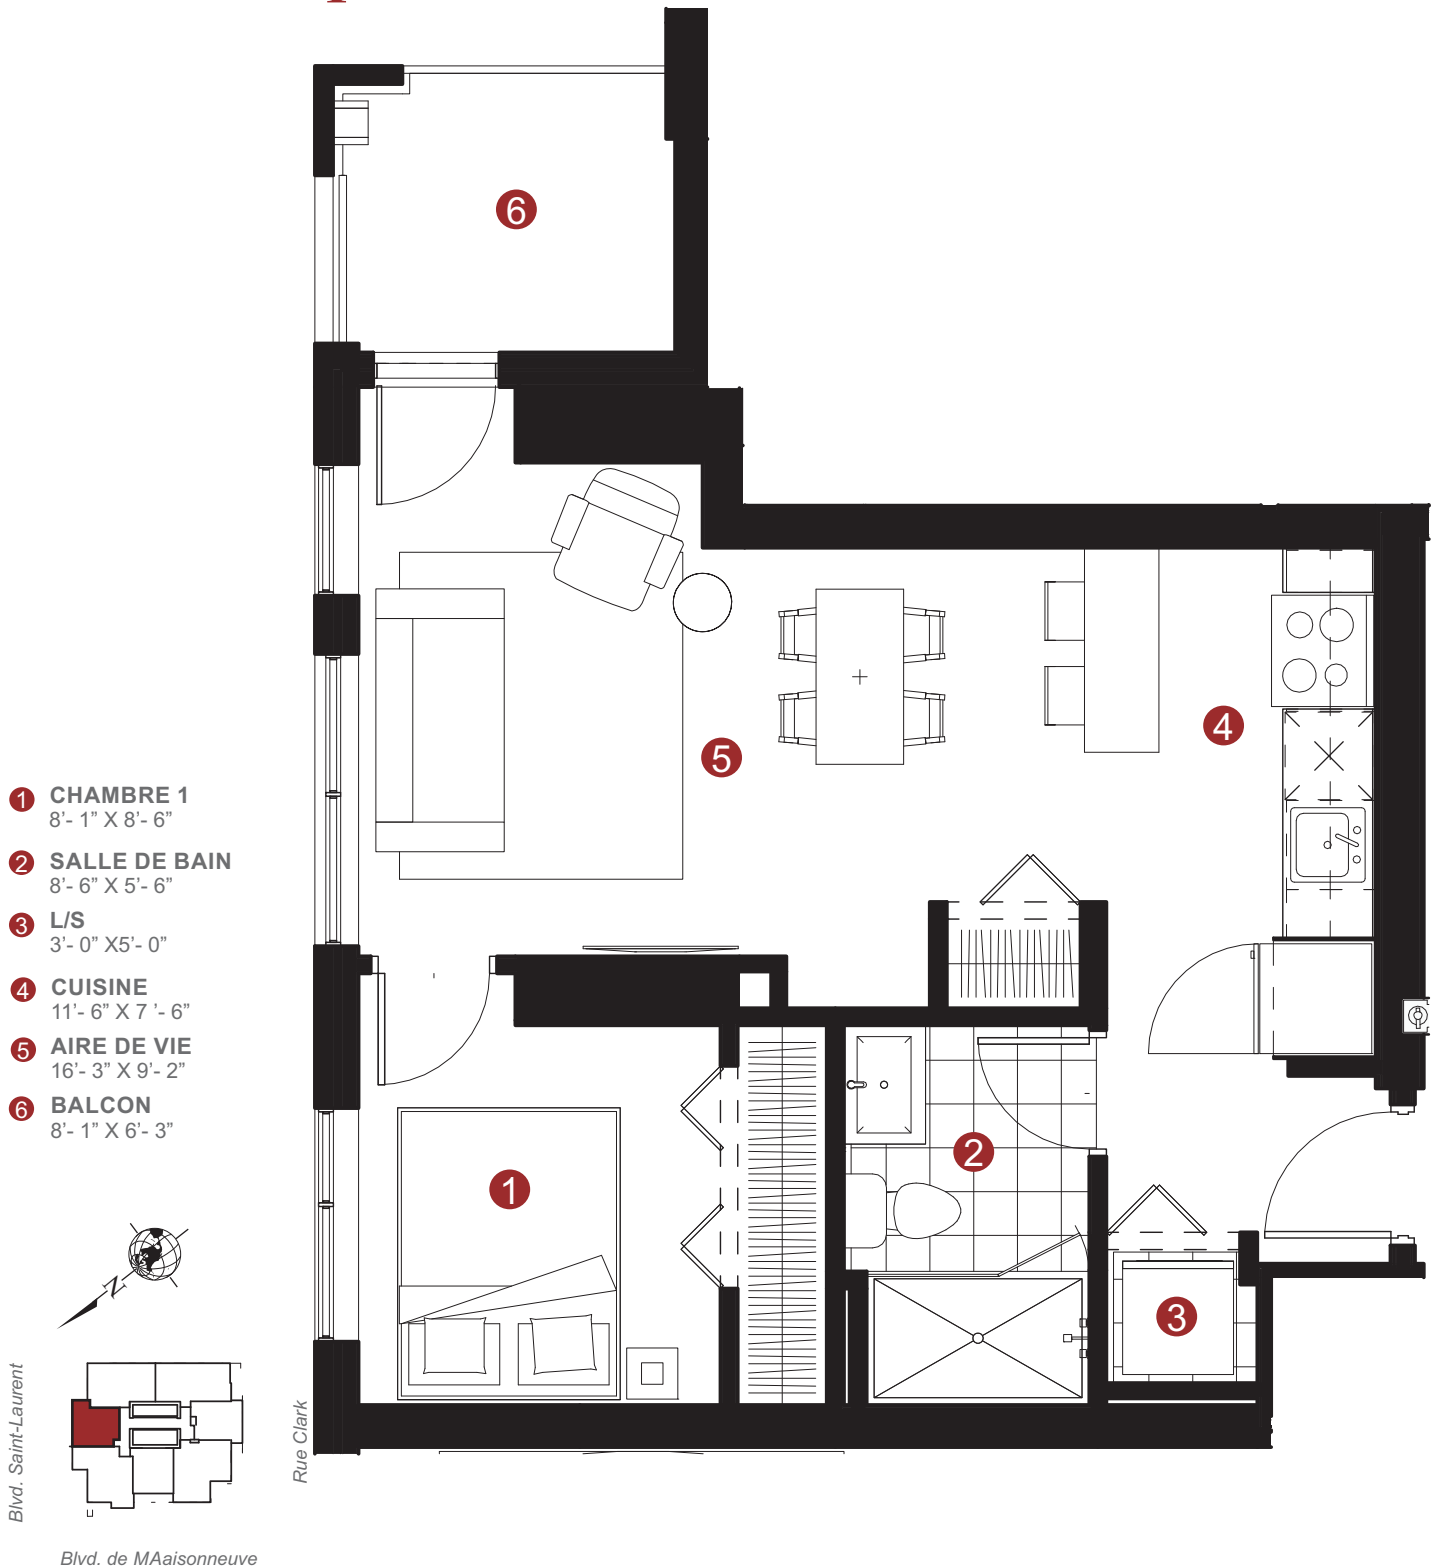 6
5
4
2
1
3
1 CHAMBRE 1
8’- 1” X 8’- 6”
2 SALLE DE BAIN
8’- 6” X 5’- 6”
3 L/S
3’- 0” X5’- 0”
4 CUISINE
11’- 6” X 7 ’- 6”
5 AIRE DE VIE
16’- 3” X 9’- 2”
6 BALCON
8’- 1” X 6’- 3”
N
Blvd. Saint-Laurent
Rue Clark
Blvd. de MAaisonneuve